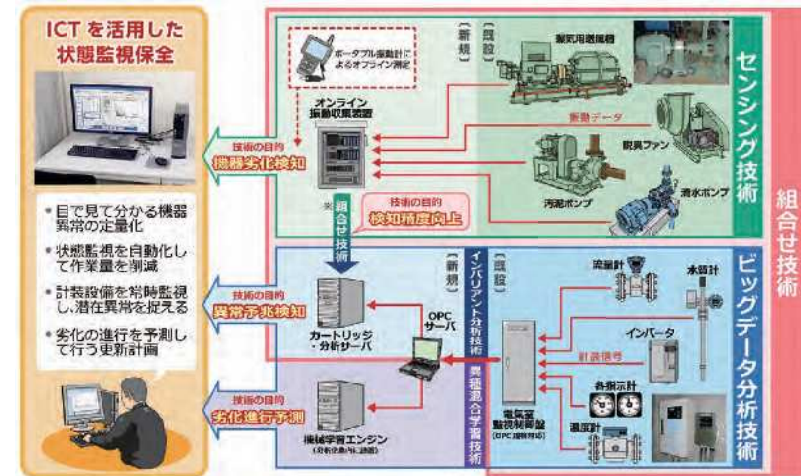 ICTを活用した
状態監視保全
• 目で見て分かる機器
異常の定量化
• 状態監視を自動化し
て作業量を削減
• 計装設備を常時監視
し、潜在異常を捉える
• 劣化の進行を予測し
て行う更新計画
技術の目的
機器劣化検知
技術の目的
異常予兆検知
技術の目的
劣化進行予測
ポータブル振動計に
よるオフライン測定
オンライン
振動収集装置
〔新規〕
〔既設〕
曝気用送風機
振動データ
脱臭ファン
汚泥ポンプ
清水ポンプ
センシング技術
組合せ技術
技術の目的
検知精度向上
組合せ技術
〔新規〕
インバリアント分析技術
カートリッジ
・分析サーバ
OPC
サーバ
機械学習エンジン
異種混合学習技術
〔既設〕
流量計
水質計
インバータ
計装信号
各指示計
温度計
電気室
監視制御盤
ビッグデータ分析技術